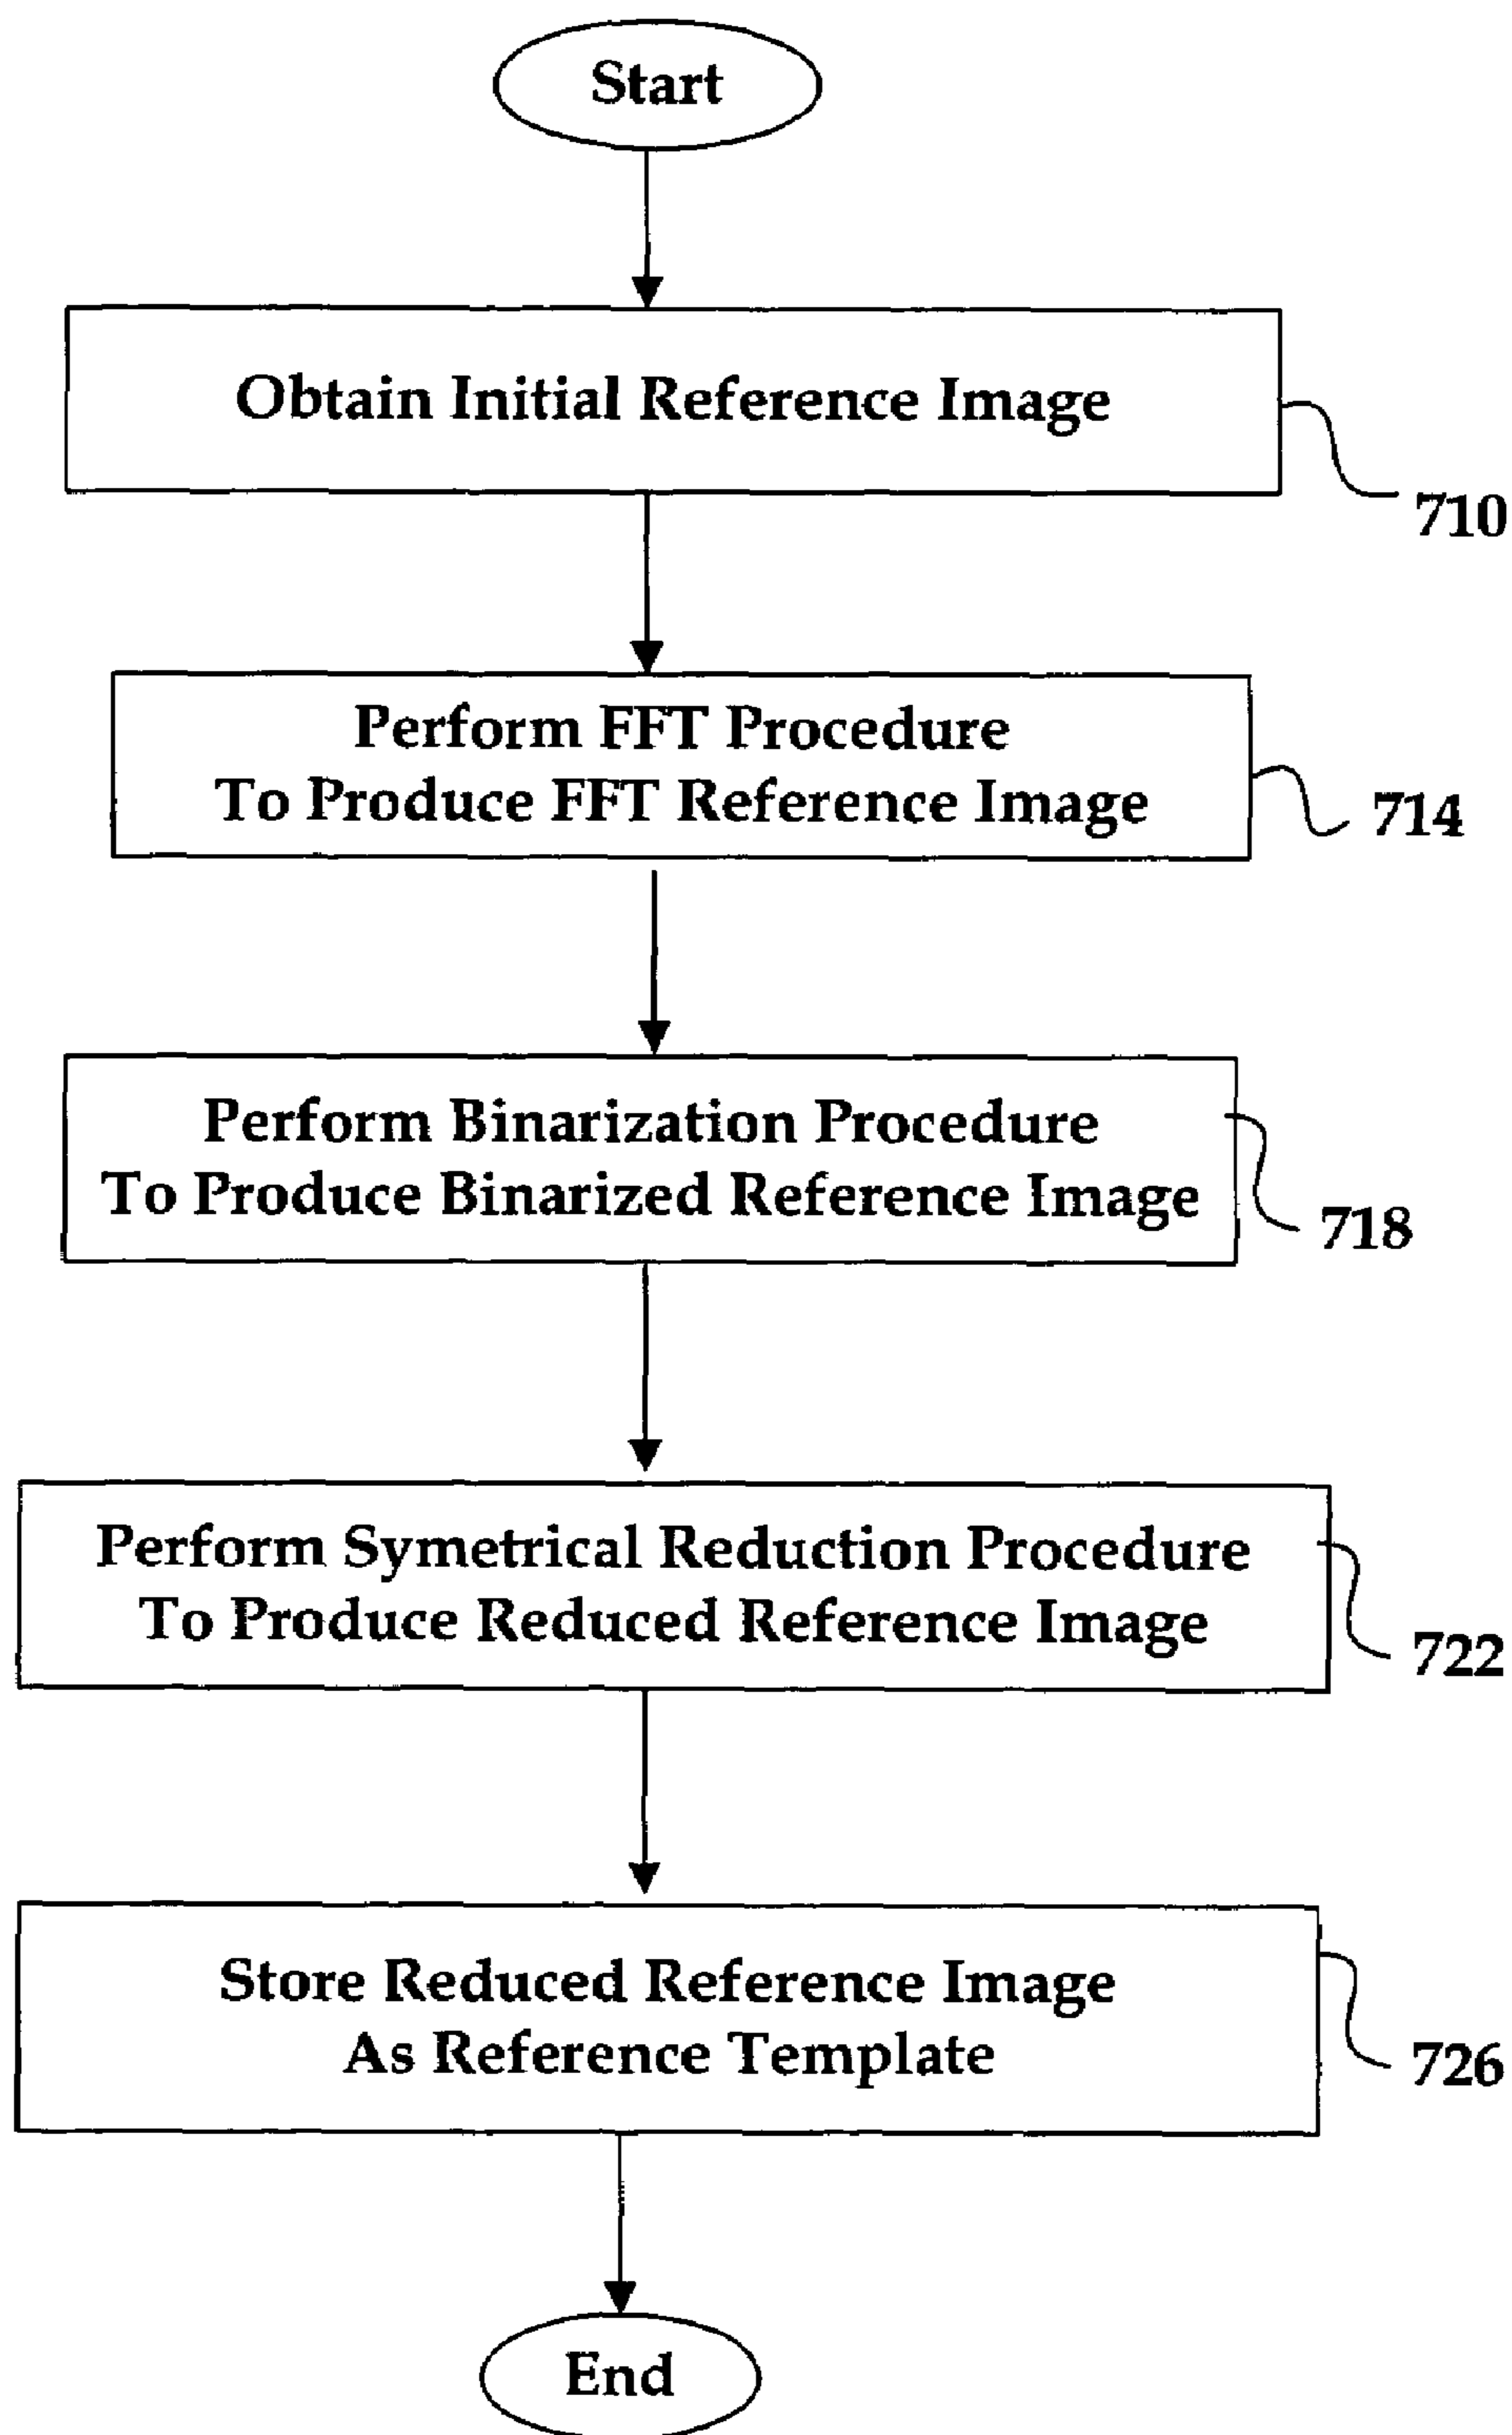 Start
Obtain Initial Reference Image
710
Perform FFT Procedure
To Produce FFT Reference Image
714
Perform Binarization Procedure
To Produce Binarized Reference Image
718
Perform Symetrical Reduction Procedure
To Produce Reduced Reference Image
722
Store Reduced Reference Image
As Reference Template
726
End